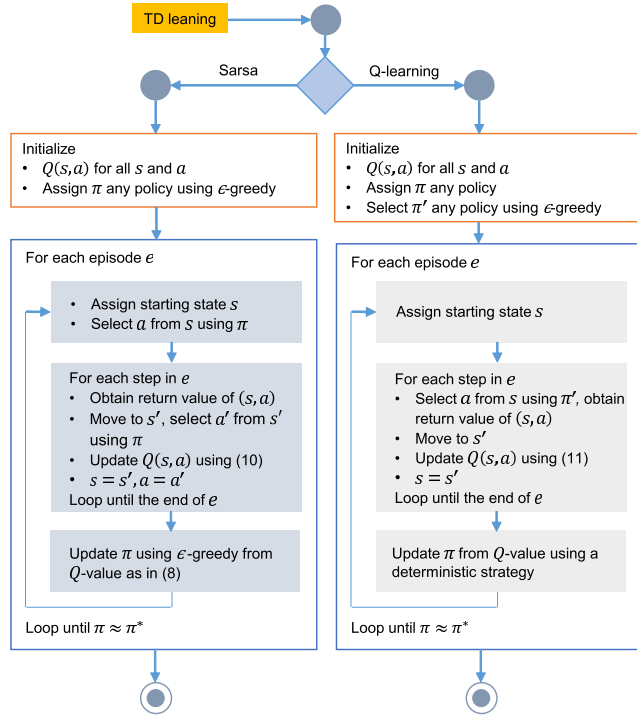 TD leaning
Sarsa
Q-learning
Initialize
• Q(s,a) for all s and a
• Assign π any policy using ϵ-greedy
For each episode e
• Assign starting state s
• Select a from s using π
For each step in e
• Obtain return value of (s,a)
• Move to s′, select a′ from s′
using π
• Update Q(s,a) using (10)
• s = s′, a = a′
Loop until the end of e
Update π using ϵ-greedy from
Q-value as in (8)
Loop until π ≈ π*
Initialize
• Q(s,a) for all s and a
• Assign π any policy
• Select π′ any policy using ϵ-greedy
For each episode e
Assign starting state s
For each step in e
• Select a from s using π′, obtain
return value of (s,a)
• Move to s′
• Update Q(s,a) using (11)
• s = s′
Loop until the end of e
Update π from Q-value using a
deterministic strategy
Loop until π ≈ π*